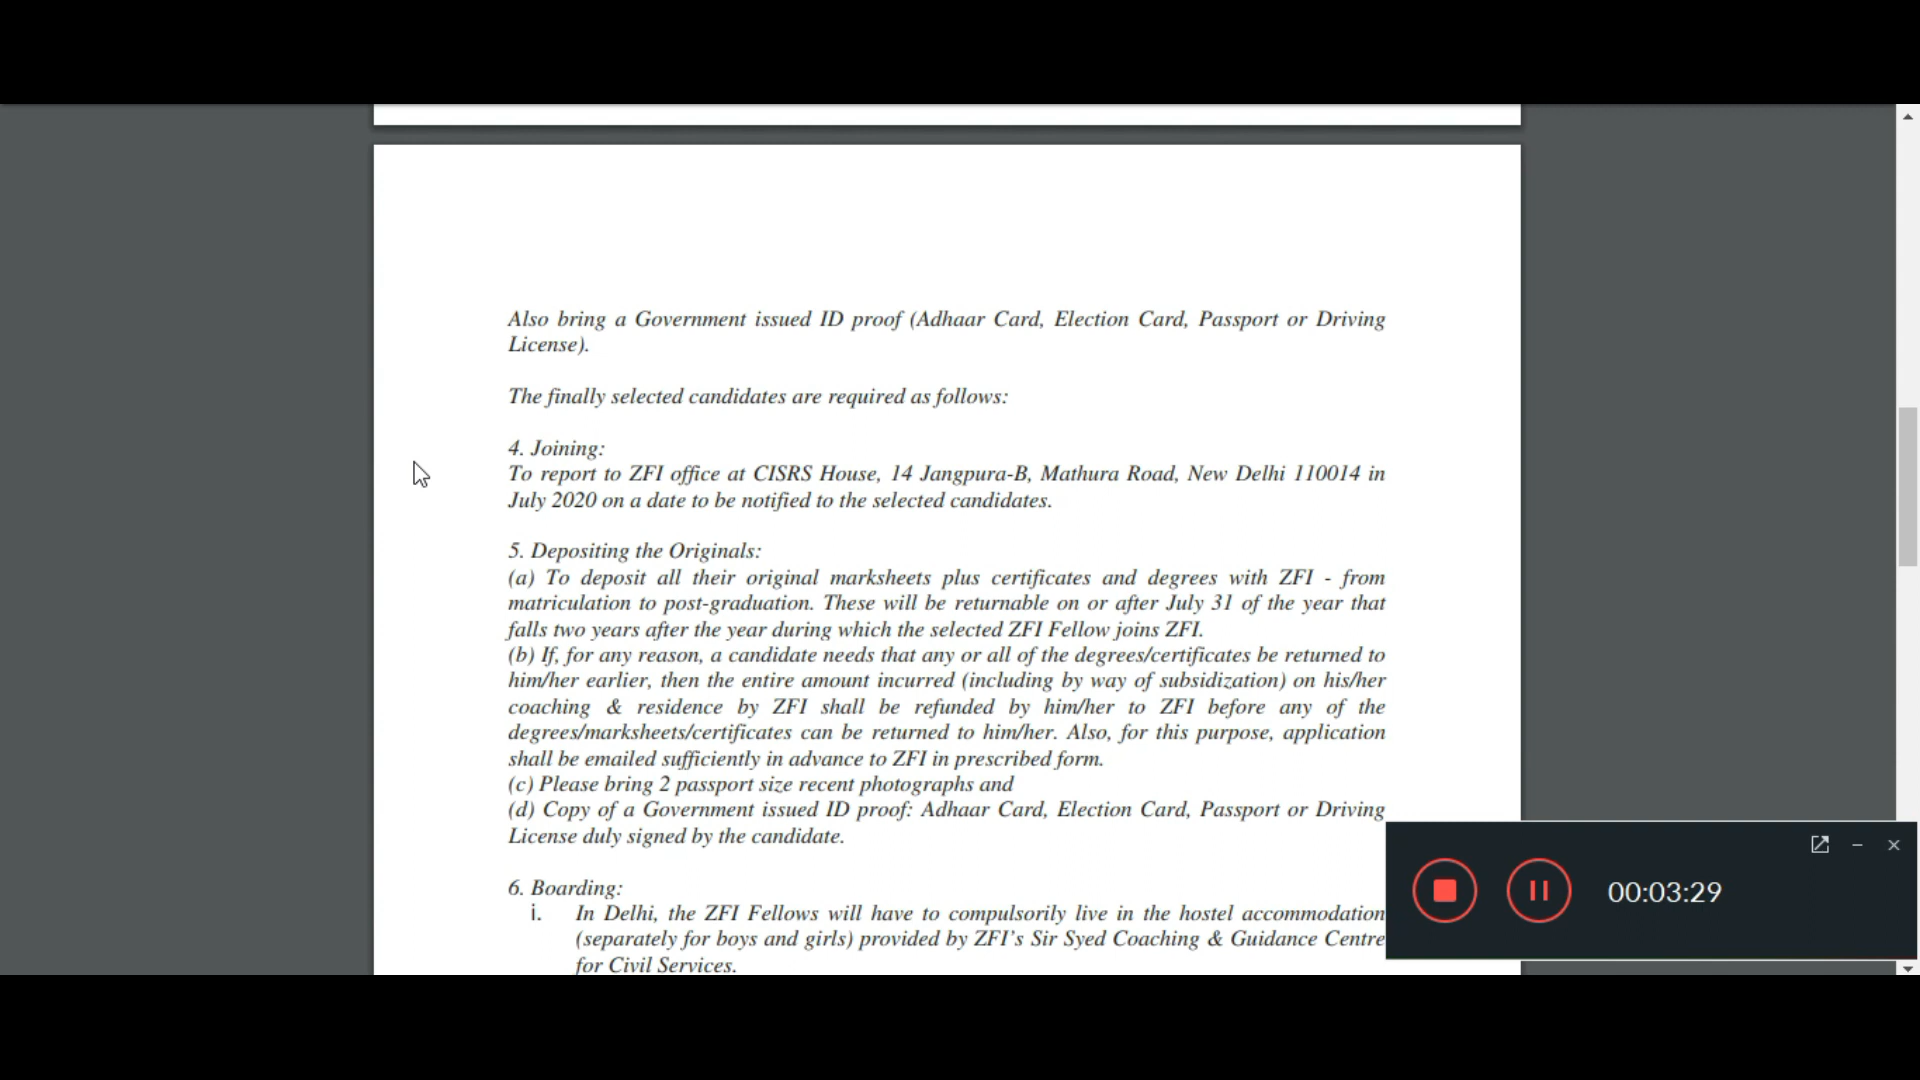 Also bring a Government issued ID proof (Adhaar Card, Election Card, Passport or Driving
License).
The finally selected candidates are required as follows:
4. Joining:
To report to ZFI office at CISRS House, 14 Jangpura-B, Mathura Road, New Delhi 110014 in
July 2020 on a date to be notified to the selected candidates.
5. Depositing the Originals:
(a) To deposit all their original marksheets plus certificates and degrees with ZFI - from
matriculation to post-graduation. These will be returnable on or after July 31 of the year that
falls two years after the year during which the selected ZFI Fellow joins ZFI.
(b) If, for any reason, a candidate needs that any or all of the degrees/certificates be returned to
him/her earlier, then the entire amount incurred (including by way of subsidization) on his/her
coaching & residence by ZFI shall be refunded by him/her to ZFI before any of the
degrees/marksheets/certificates can be returned to him/her. Also, for this purpose, application
shall be emailed sufficiently in advance to ZFI in prescribed form.
(c) Please bring 2 passport size recent photographs and
(d) Copy of a Government issued ID proof: Adhaar Card, Election Card, Passport or Driving
License duly signed by the candidate.
6. Boarding:
i. In Delhi, the ZFI Fellows will have to compulsorily live in the hostel accommodation
(separately for boys and girls) provided by ZFI's Sir Syed Coaching & Guidance Centre
for Civil Services.
00:03:29